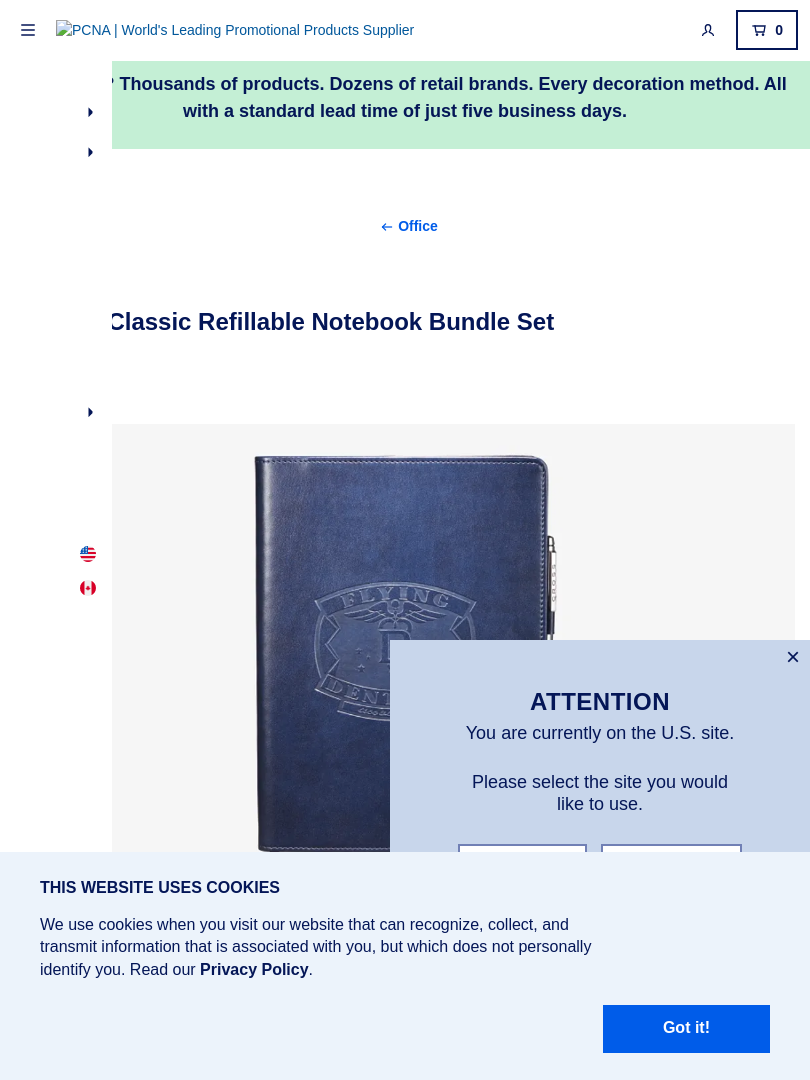 PCNA | World's Leading Promotional Products Supplier
0
? Thousands of products. Dozens of retail brands. Every decoration method. All
with a standard lead time of just five business days.
Office
Classic Refillable Notebook Bundle Set
FLYING
CROSS
ATTENTION
You are currently on the U.S. site.
Please select the site you would
like to use.
THIS WEBSITE USES COOKIES
We use cookies when you visit our website that can recognize, collect, and
transmit information that is associated with you, but which does not personally
identify you. Read our Privacy Policy.
Got it!